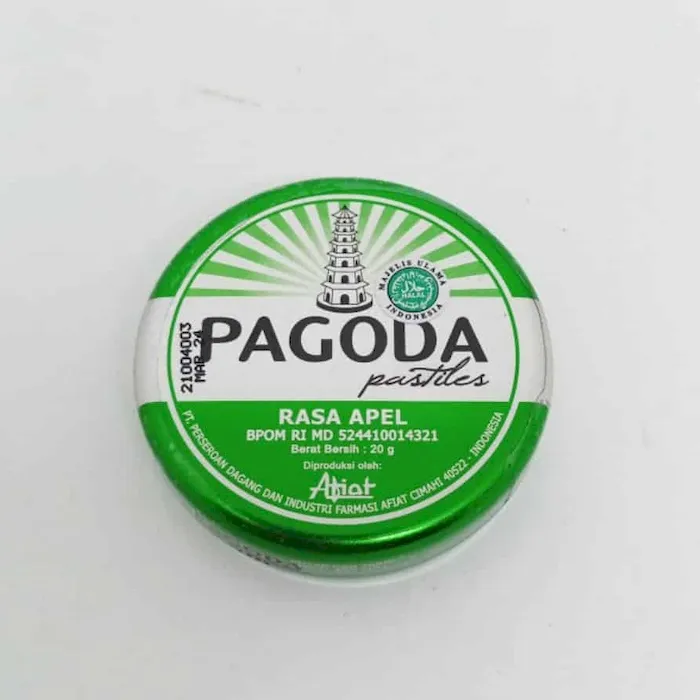 MAJELIS ULAMA
HALAL
INDONESIA
PAGODA
pastiles
21004003
MAR 24
RASA APEL
BPOM RI MD 524410014321
Berat Bersih : 20 g
Diproduksi oleh:
Afiat
PT. PERSEROAN DAGANG DAN INDUSTRI FARMASI AFIAT CIMAHI 40522 - INDONESIA